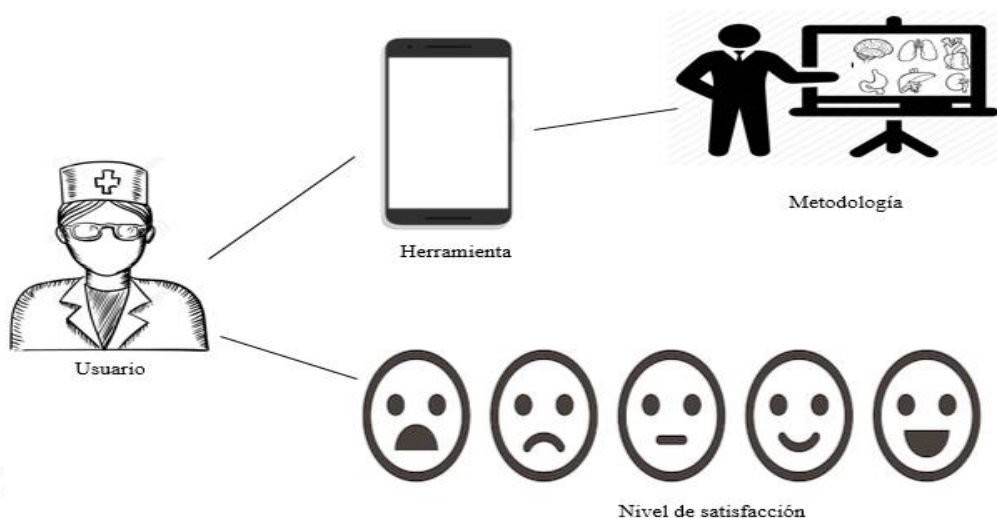 Metodología
Herramienta
Usuario
Nivel de satisfacción